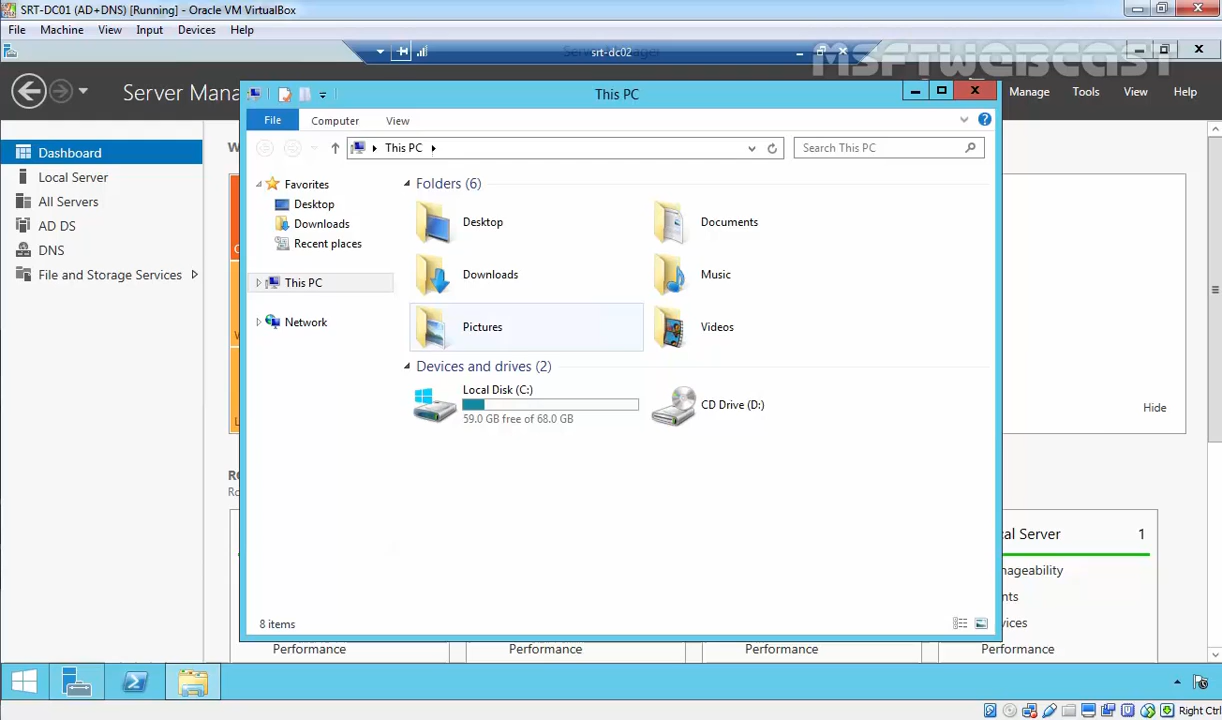 SRT-DC01 (AD+DNS) [Running] - Oracle VM VirtualBox
File Machine View Input Devices Help
srt-dc02
MSFTWEBCAST
Server Mana
Manage Tools View Help
This PC
File Computer View
This PC
Search This PC
Dashboard
Local Server
All Servers
AD DS
DNS
File and Storage Services
Favorites
Desktop
Downloads
Recent places
This PC
Network
Folders (6)
Desktop
Documents
Downloads
Music
Pictures
Videos
Devices and drives (2)
Local Disk (C:)
59.0 GB free of 68.0 GB
CD Drive (D:)
Hide
cal Server 1
nageability
nts
vices
8 items
Performance Performance Performance Performance
Right Ctrl